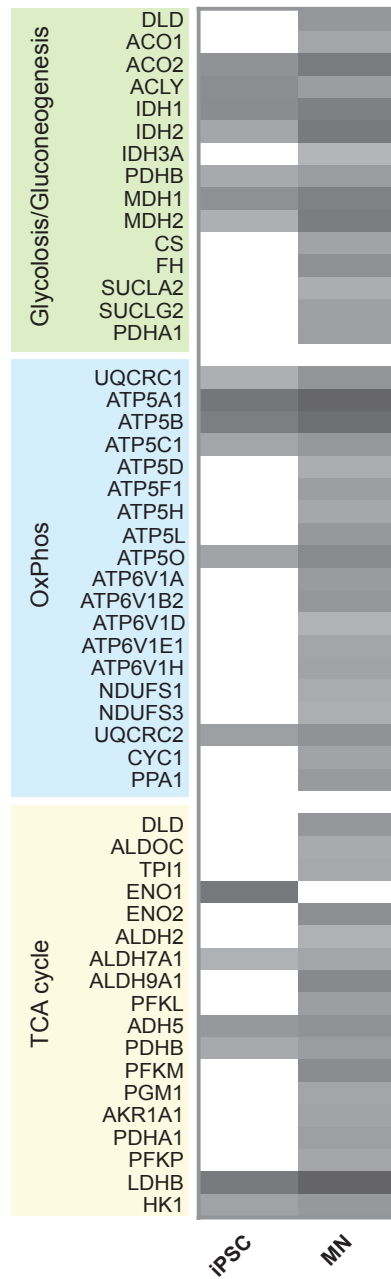 Glycolosis/Gluconeogenesis
DLD
ACO1
ACO2
ACLY
IDH1
IDH2
IDH3A
PDHB
MDH1
MDH2
CS
FH
SUCLA2
SUCLG2
PDHA1
OxPhos
UQCRC1
ATP5A1
ATP5B
ATP5C1
ATP5D
ATP5F1
ATP5H
ATP5L
ATP5O
ATP6V1A
ATP6V1B2
ATP6V1D
ATP6V1E1
ATP6V1H
NDUFS1
NDUFS3
UQCRC2
CYC1
PPA1
TCA cycle
DLD
ALDOC
TPI1
ENO1
ENO2
ALDH2
ALDH7A1
ALDH9A1
PFKL
ADH5
PDHB
PFKM
PGM1
AKR1A1
PDHA1
PFKP
LDHB
HK1
iPSC
MN